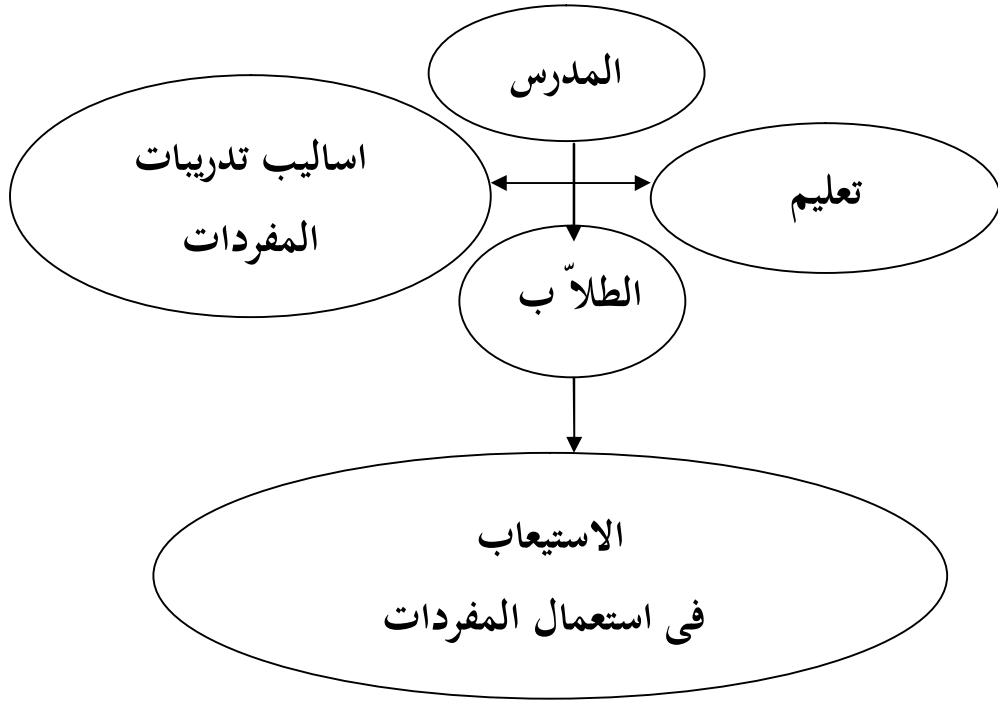 المدرس
تعليم
اساليب تدريبات
المفردات
الطلاّ ب
الاستيعاب
فى استعمال المفردات